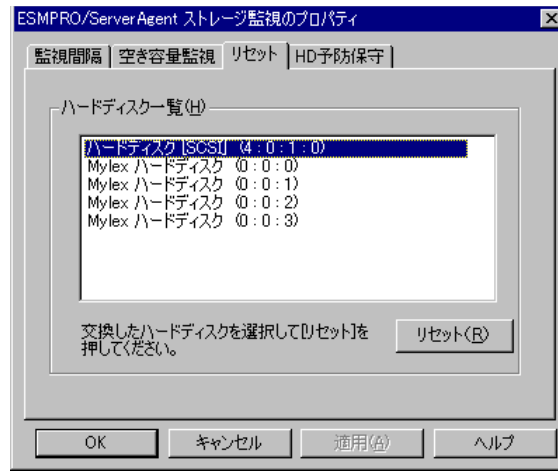 ESMPRO/ServerAgent ストレージ監視のプロパティ
監視間隔 空き容量監視 リセット HD予防保守
ハードディスク一覧(H)
ハードディスク [SCSI] (4:0:1:0)
Mylex ハードディスク (0:0:0)
Mylex ハードディスク (0:0:1)
Mylex ハードディスク (0:0:2)
Mylex ハードディスク (0:0:3)
交換したハードディスクを選択して[リセット]を
押してください。
リセット(R)
OK キャンセル 適用(A) ヘルプ